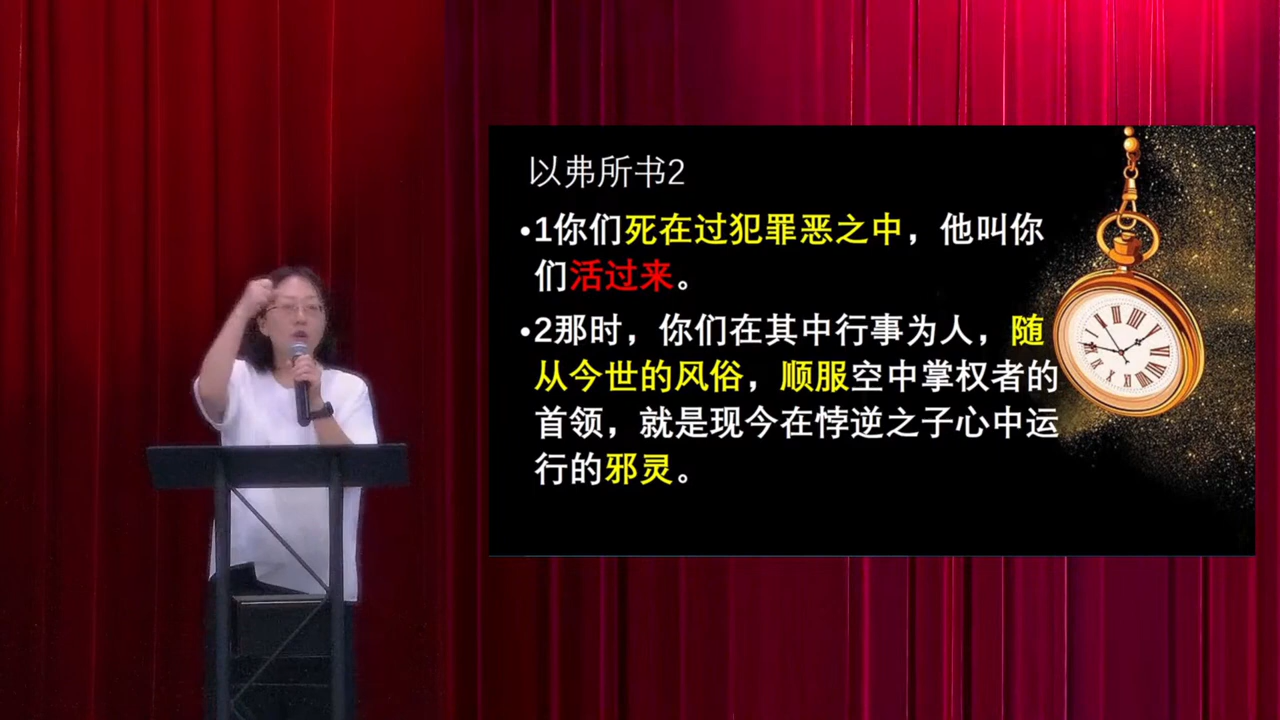 以弗所书2
•1你们死在过犯罪恶之中，他叫你
们活过来。
•2那时，你们在其中行事为人，随
从今世的风俗，顺服空中掌权者的
首领，就是现今在悖逆之子心中运
行的邪灵。